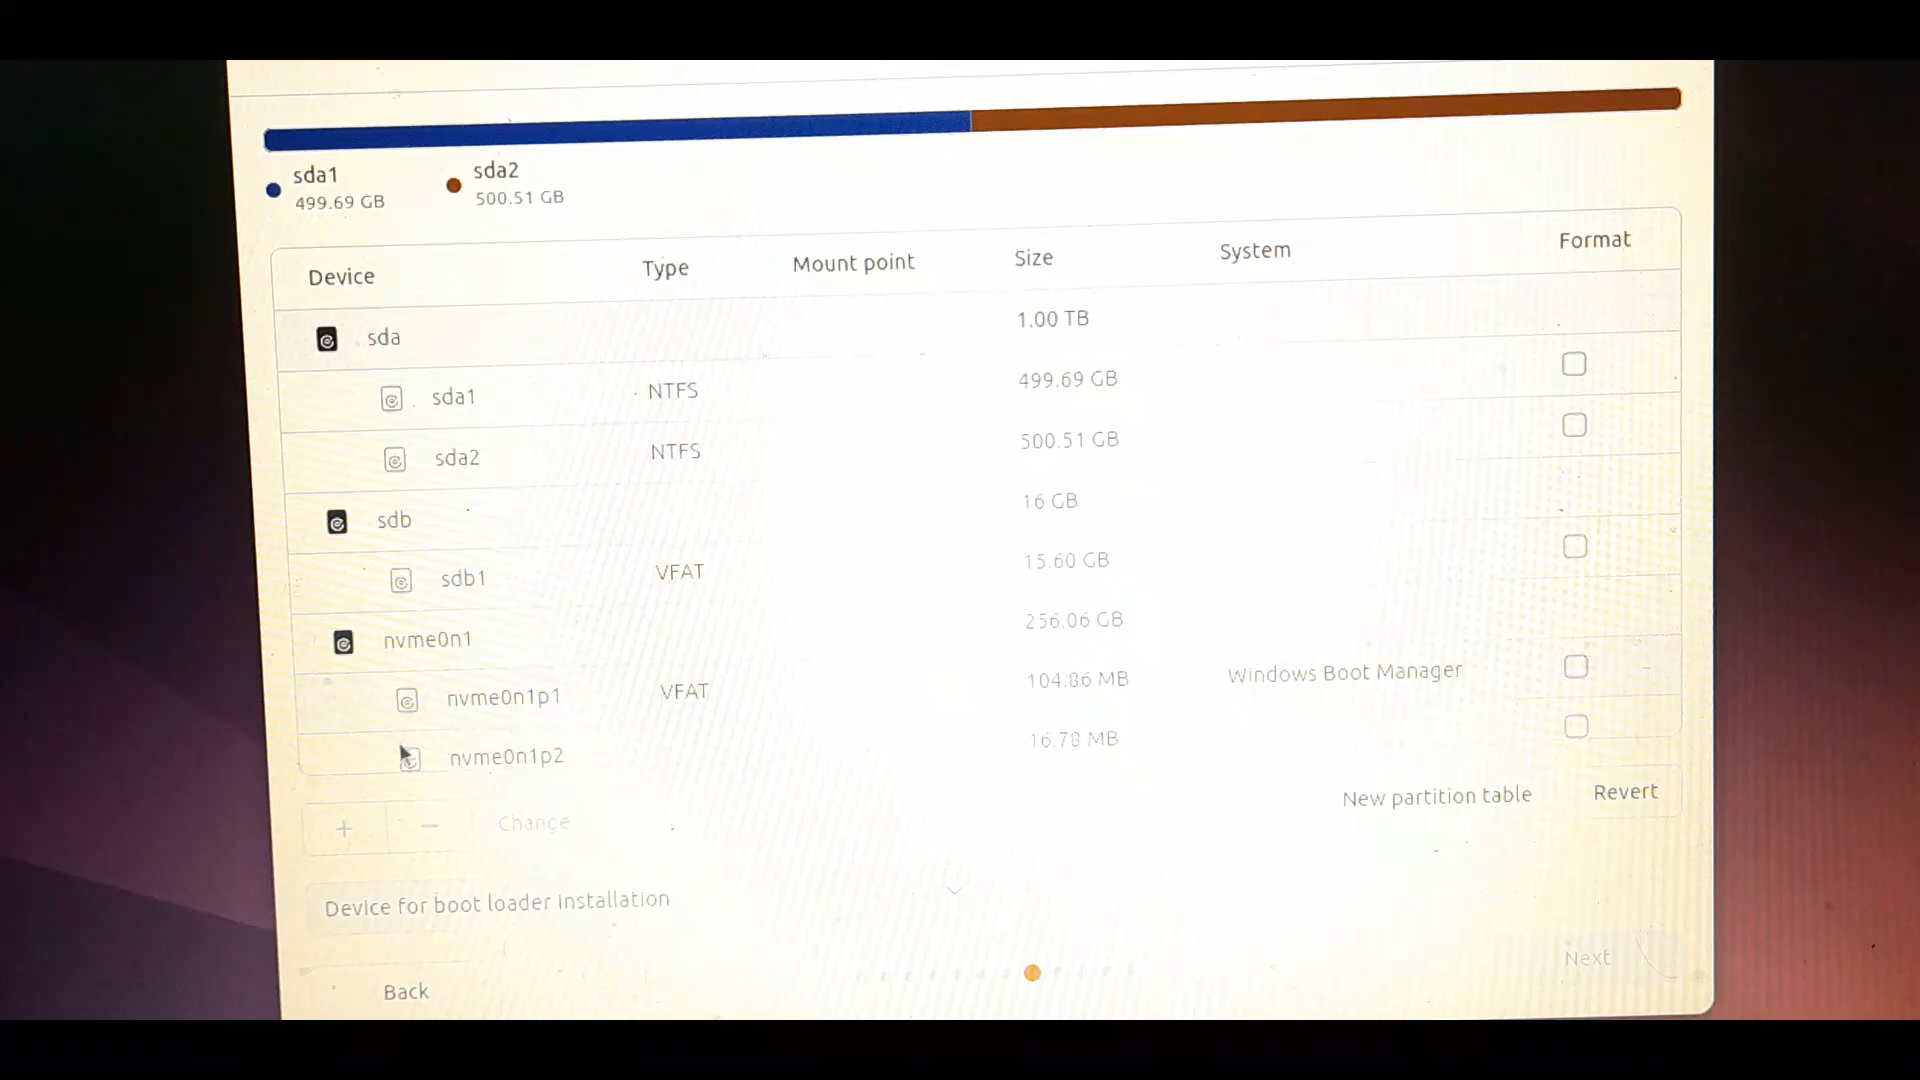 sda1
499.69 GB
sda2
500.51 GB
Device Type Mount point Size System Format
sda 1.00 TB
sda1 NTFS 499.69 GB
sda2 NTFS 500.51 GB
sdb 16 GB
sdb1 VFAT 15.60 GB
nvme0n1 256.06 GB
nvme0n1p1 VFAT 104.86 MB Windows Boot Manager
nvme0n1p2 16.78 MB
+ − Change New partition table Revert
Device for boot loader installation
Back Next